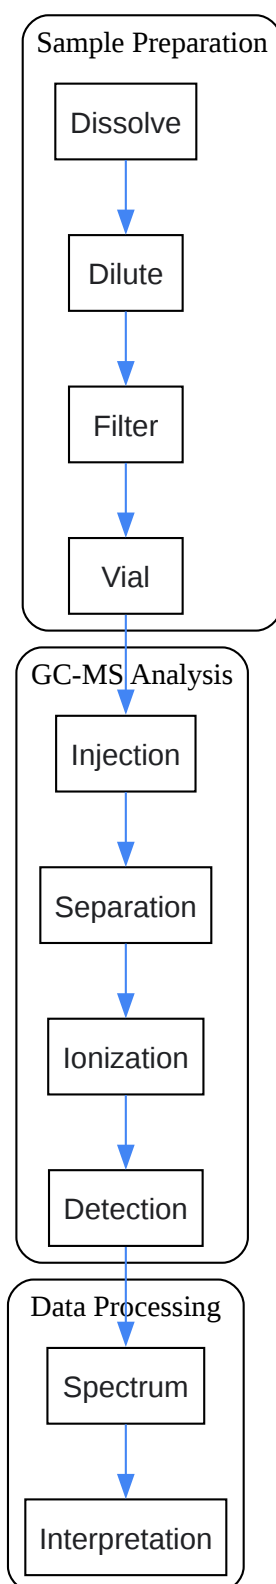 Sample Preparation
Dissolve
Dilute
Filter
Vial
GC-MS Analysis
Injection
Separation
Ionization
Detection
Data Processing
Spectrum
Interpretation